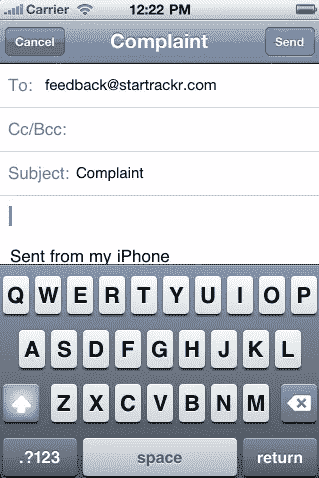 Carrier 12:22 PM
Cancel Complaint Send
To: feedback@startrackr.com
Cc/Bcc:
Subject: Complaint
Sent from my iPhone
Q W E R T Y U I O P
A S D F G H J K L
Z X C V B N M
.?123 space return